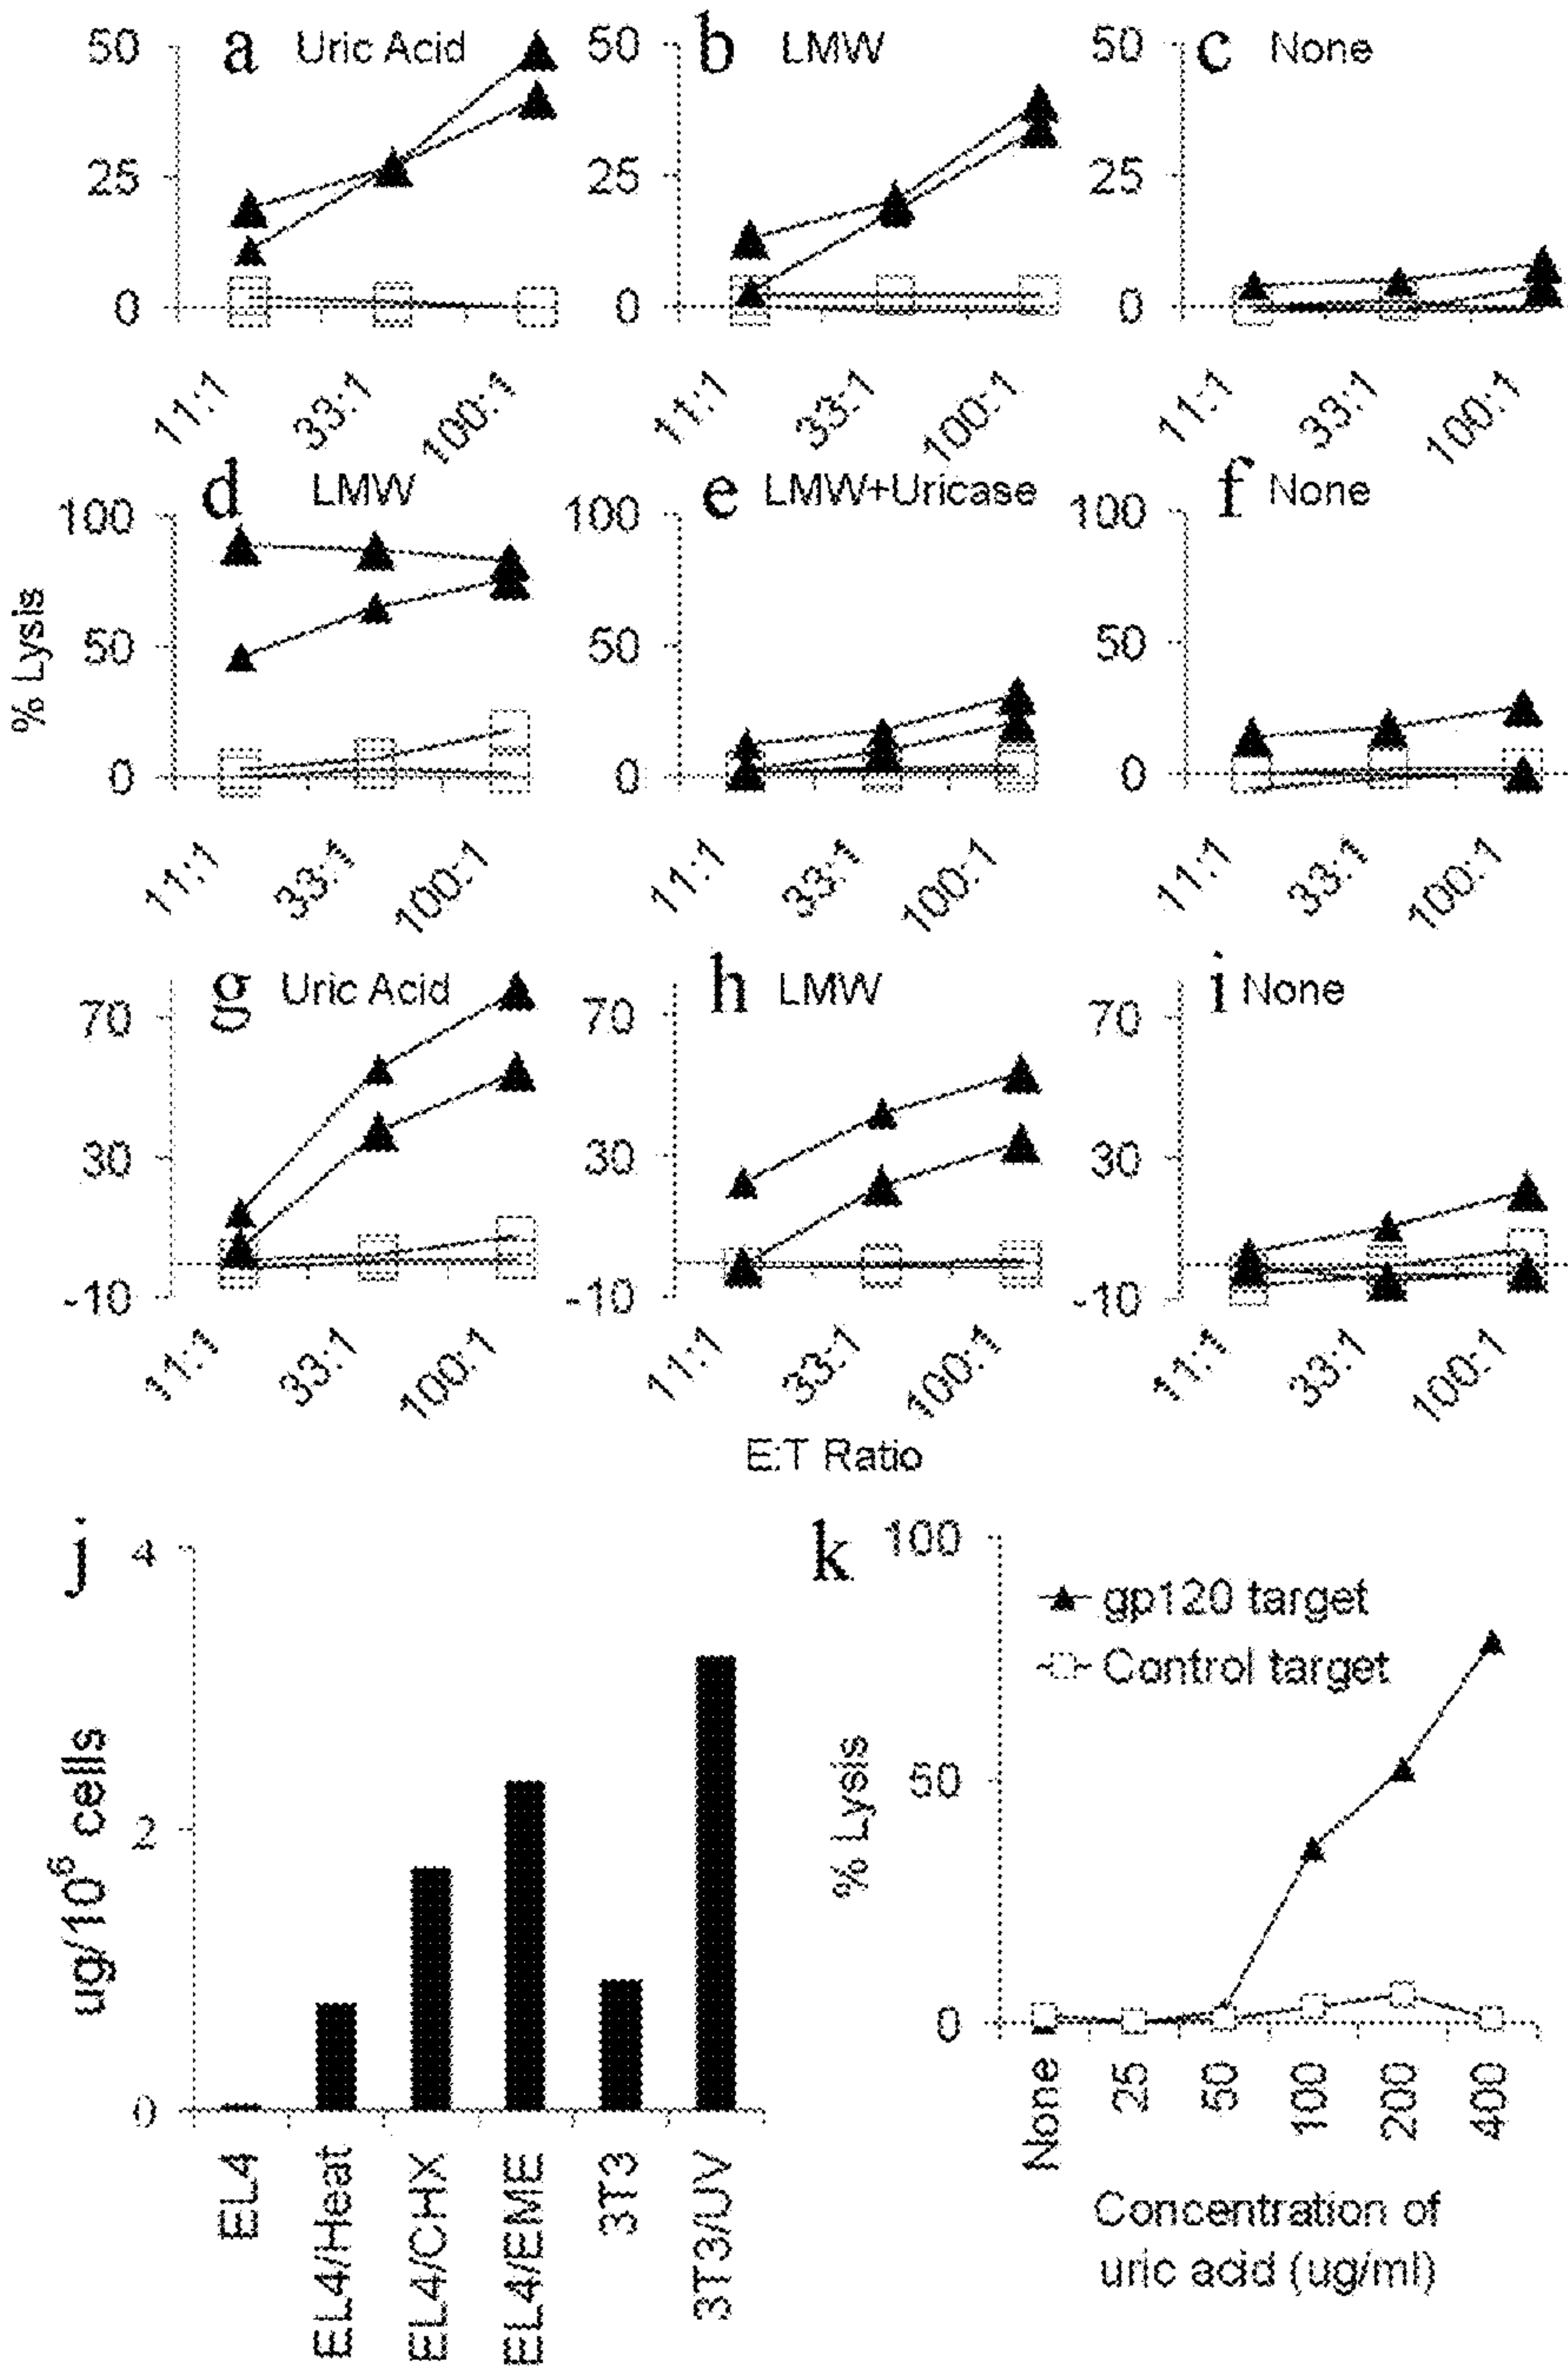 a Uric Acid
50
25
0
11:1 33:1 100:1
b LMW
50
25
0
11:1 33:1 100:1
c None
50
25
0
11:1 33:1 100:1
% Lysis
d LMW
100
50
0
11:1 33:1 100:1
e LMW+Uricase
100
50
0
11:1 33:1 100:1
f None
100
50
0
11:1 33:1 100:1
g Uric Acid
70
30
-10
11:1 33:1 100:1
h LMW
70
30
-10
11:1 33:1 100:1
i None
70
30
-10
11:1 33:1 100:1
E:T Ratio
j
ug/10⁶ cells
4
2
0
EL4
EL4/Heat
EL4/CHX
EL4/EME
3T3
3T3/UV
k
% Lysis
100
50
0
gp120 target
Control target
None 25 50 100 200 400
Concentration of
uric acid (ug/ml)